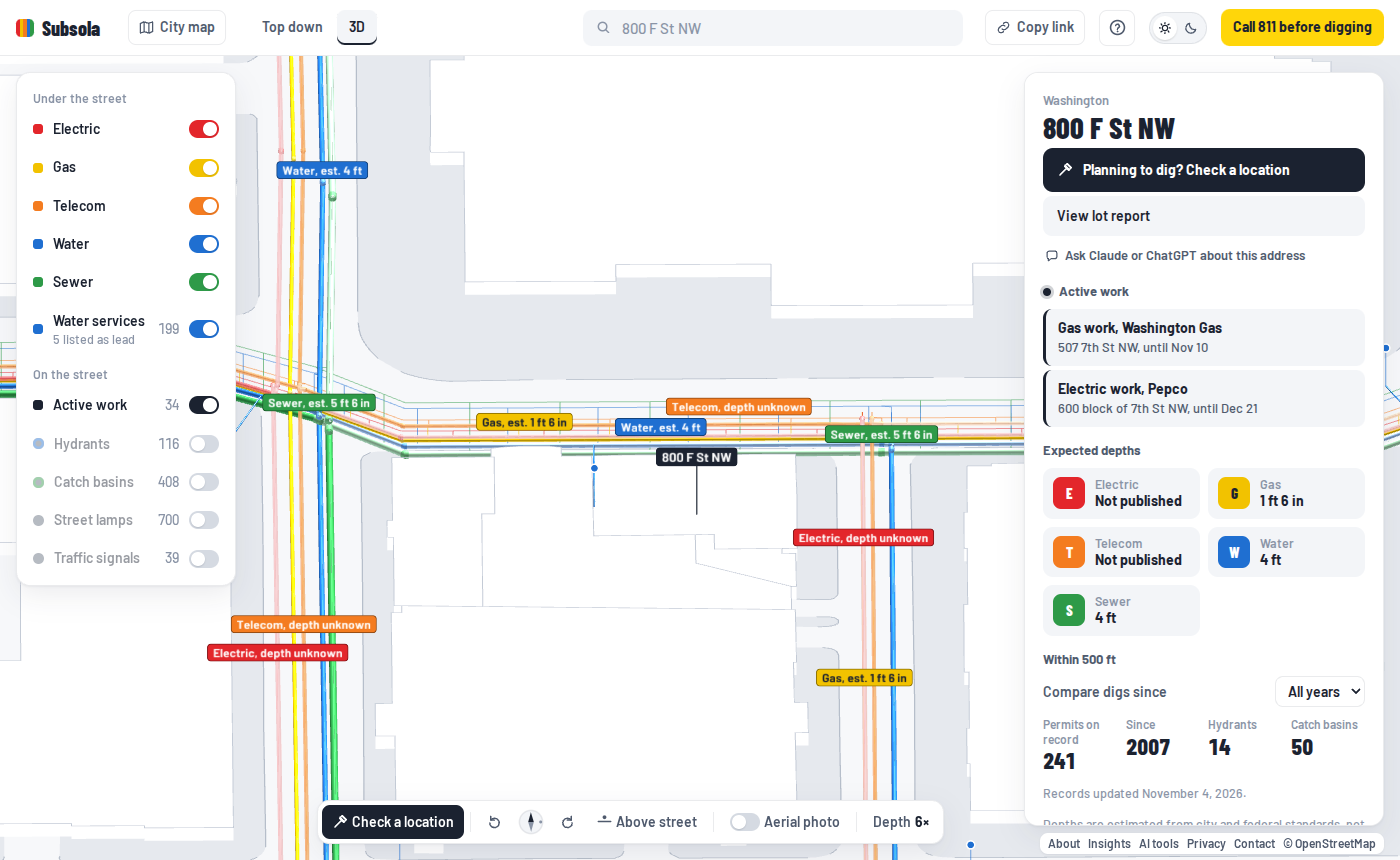 Subsola
City map
Top down
3D
800 F St NW
Copy link
Call 811 before digging
Under the street
Electric
Gas
Telecom
Water
Sewer
Water services
5 listed as lead
199
On the street
Active work 34
Hydrants 116
Catch basins 408
Street lamps 700
Traffic signals 39
Water, est. 4 ft
Sewer, est. 5 ft 6 in
Gas, est. 1 ft 6 in
Telecom, depth unknown
Water, est. 4 ft
Sewer, est. 5 ft 6 in
800 F St NW
Electric, depth unknown
Telecom, depth unknown
Electric, depth unknown
Gas, est. 1 ft 6 in
Check a location
Above street
Aerial photo
Depth 6×
Washington
800 F St NW
Planning to dig? Check a location
View lot report
Ask Claude or ChatGPT about this address
Active work
Gas work, Washington Gas
507 7th St NW, until Nov 10
Electric work, Pepco
600 block of 7th St NW, until Dec 21
Expected depths
E Electric
Not published
G Gas
1 ft 6 in
T Telecom
Not published
W Water
4 ft
S Sewer
4 ft
Within 500 ft
Compare digs since
All years
Permits on record
241
Since
2007
Hydrants
14
Catch basins
50
Records updated November 4, 2026.
Depths are estimated from city and federal standards, not
About Insights AI tools Privacy Contact © OpenStreetMap